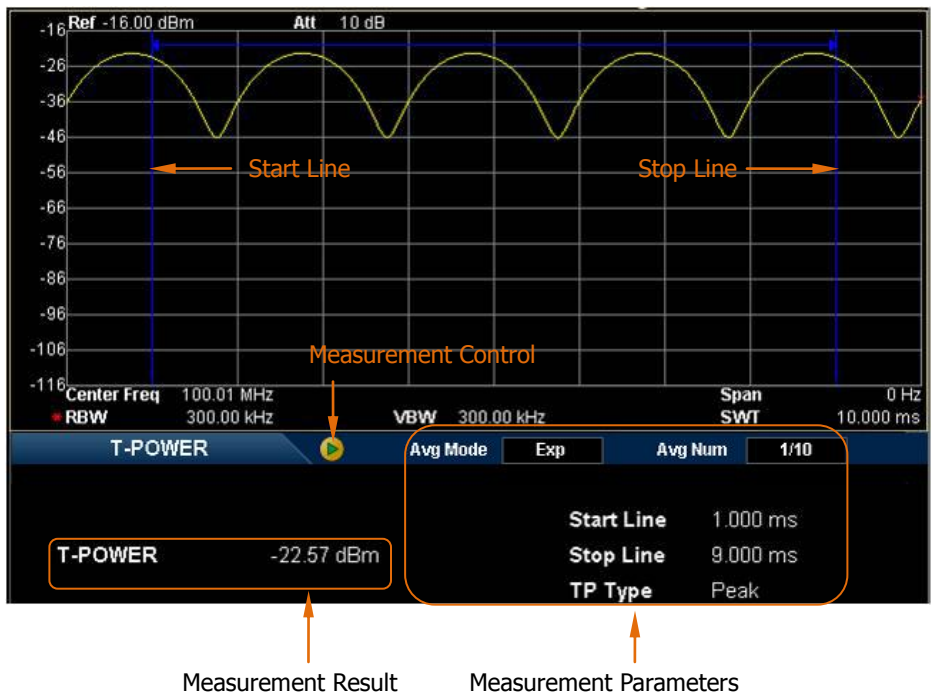 Ref -16.00 dBm Att 10 dB
-16
-26
-36
-46
-56
Start Line Stop Line
-66
-76
-86
-96
-106
Measurement Control
-116
Center Freq 100.01 MHz Span 0 Hz
*RBW 300.00 kHz VBW 300.00 kHz SWT 10.000 ms
T-POWER Avg Mode Exp Avg Num 1/10
Start Line 1.000 ms
T-POWER -22.57 dBm Stop Line 9.000 ms
TP Type Peak
Measurement Result Measurement Parameters